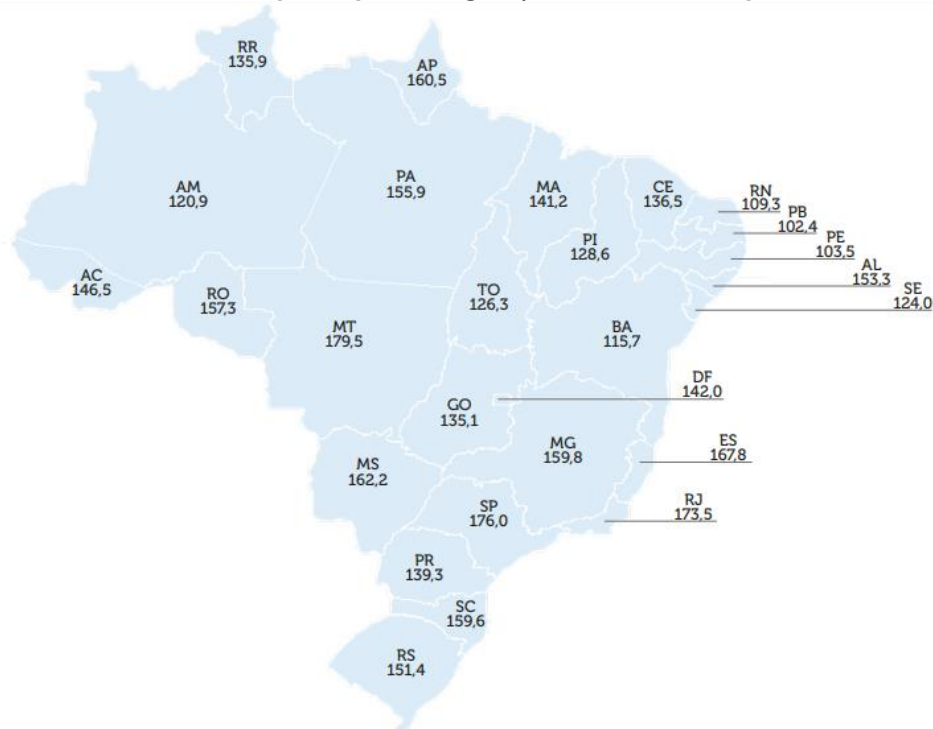 RR
135,9
AP
160,5
AM
120,9
PA
155,9
MA
141,2
CE
136,5
RN
109,3
PB
102,4
PE
103,5
AL
153,3
SE
124,0
PI
128,6
AC
146,5
RO
157,3
TO
126,3
MT
179,5
BA
115,7
DF
142,0
GO
135,1
MG
159,8
ES
167,8
MS
162,2
SP
176,0
RJ
173,5
PR
139,3
SC
159,6
RS
151,4